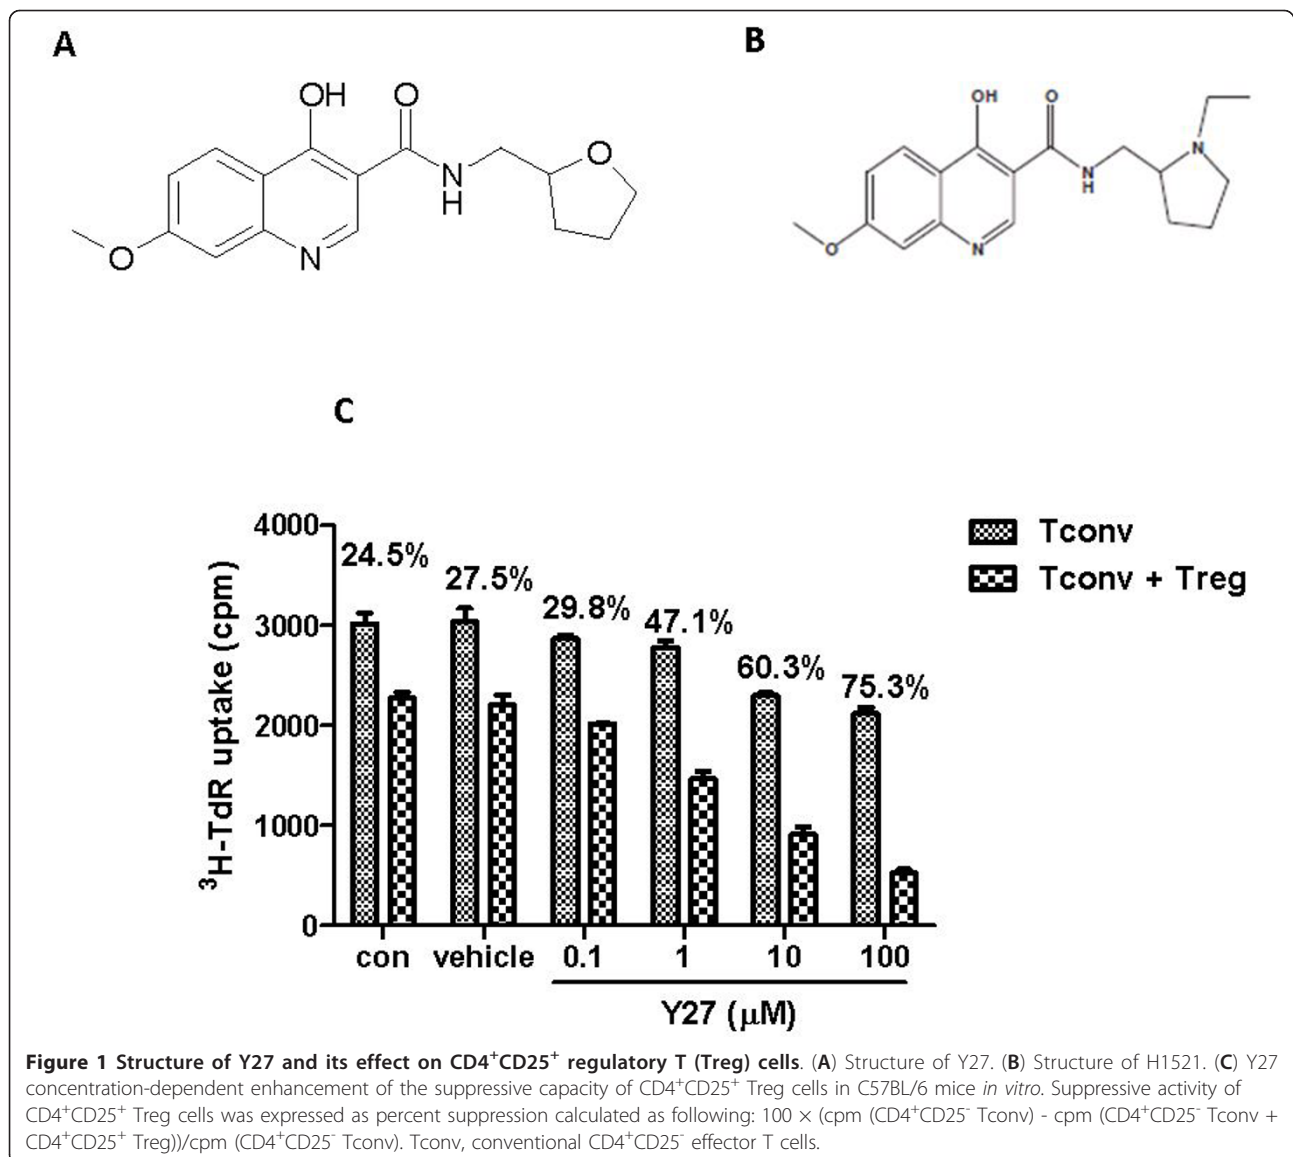 A
B
OH
O
O
N
H
O
N
OH
O
N
N
H
O
N
C
4000
3000
2000
1000
0
³H-TdR uptake (cpm)
24.5%
27.5%
29.8%
47.1%
60.3%
75.3%
Tconv
Tconv + Treg
con vehicle 0.1 1 10 100
Y27 (μM)
Figure 1 Structure of Y27 and its effect on CD4⁺CD25⁺ regulatory T (Treg) cells. (A) Structure of Y27. (B) Structure of H1521. (C) Y27
concentration-dependent enhancement of the suppressive capacity of CD4⁺CD25⁺ Treg cells in C57BL/6 mice in vitro. Suppressive activity of
CD4⁺CD25⁺ Treg cells was expressed as percent suppression calculated as following: 100 × (cpm (CD4⁺CD25⁻ Tconv) - cpm (CD4⁺CD25⁻ Tconv +
CD4⁺CD25⁺ Treg))/cpm (CD4⁺CD25⁻ Tconv). Tconv, conventional CD4⁺CD25⁻ effector T cells.